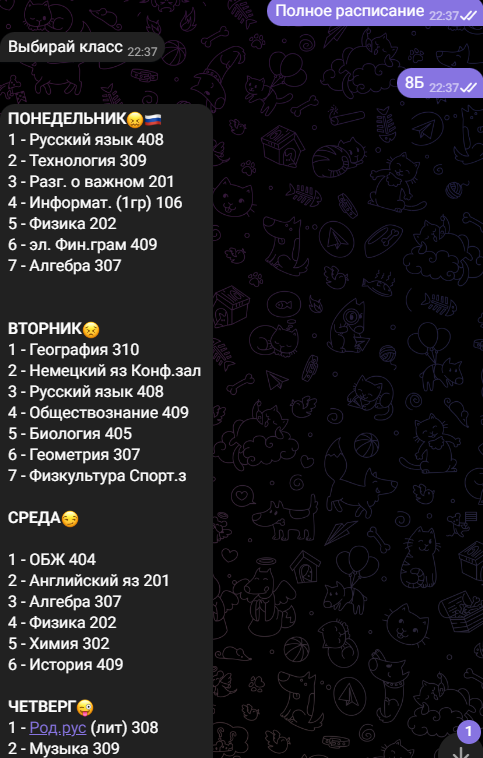 Полное расписание 22:37
Выбирай класс 22:37
8Б 22:37
ПОНЕДЕЛЬНИК😖🇷🇺
1 - Русский язык 408
2 - Технология 309
3 - Разг. о важном 201
4 - Информат. (1гр) 106
5 - Физика 202
6 - эл. Фин.грам 409
7 - Алгебра 307
ВТОРНИК😣
1 - География 310
2 - Немецкий яз Конф.зал
3 - Русский язык 408
4 - Обществознание 409
5 - Биология 405
6 - Геометрия 307
7 - Физкультура Спорт.з
СРЕДА😏
1 - ОБЖ 404
2 - Английский яз 201
3 - Алгебра 307
4 - Физика 202
5 - Химия 302
6 - История 409
ЧЕТВЕРГ😜
1 - Род.рус (лит) 308
2 - Музыка 309
1